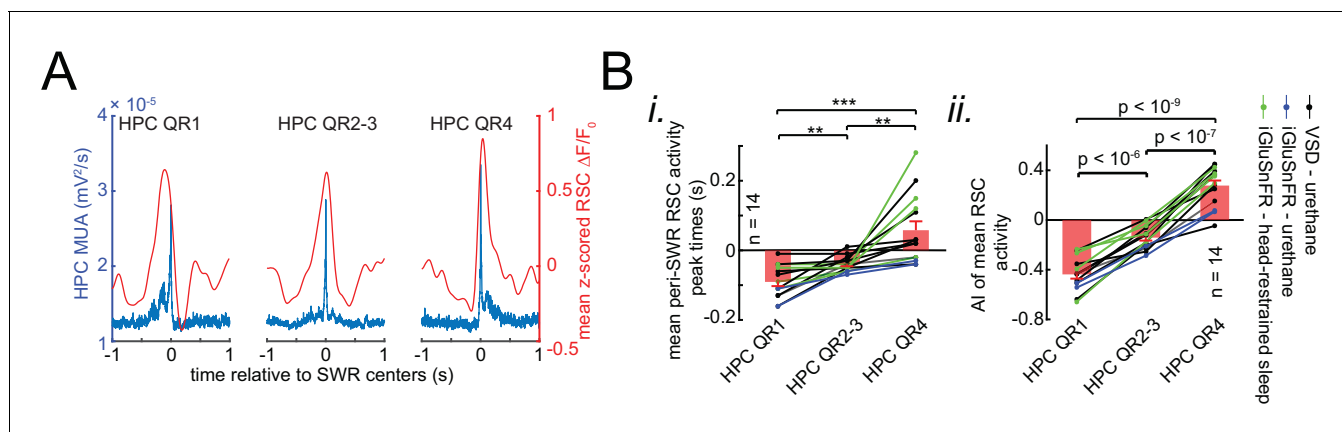 A
4 × 10-5
3
2
1
HPC MUA (mV2/s)
HPC QR1
HPC QR2-3
HPC QR4
-1 0 1
-1 0 1
-1 0 1
time relative to SWR centers (s)
1
0.5
0
-0.5
mean z-scored RSC ΔF/F0
B
i.
***
** **
mean peri-SWR RSC activity
peak times (s)
0.2
0
-0.2
n = 14
HPC QR1
HPC QR2-3
HPC QR4
ii.
p < 10-9
p < 10-7
p < 10-6
AI of mean RSC
activity
0.4
0
-0.4
-0.8
n = 14
HPC QR1
HPC QR2-3
HPC QR4
VSD - urethane
iGluSnFR - urethane
iGluSnFR - head-restrained sleep